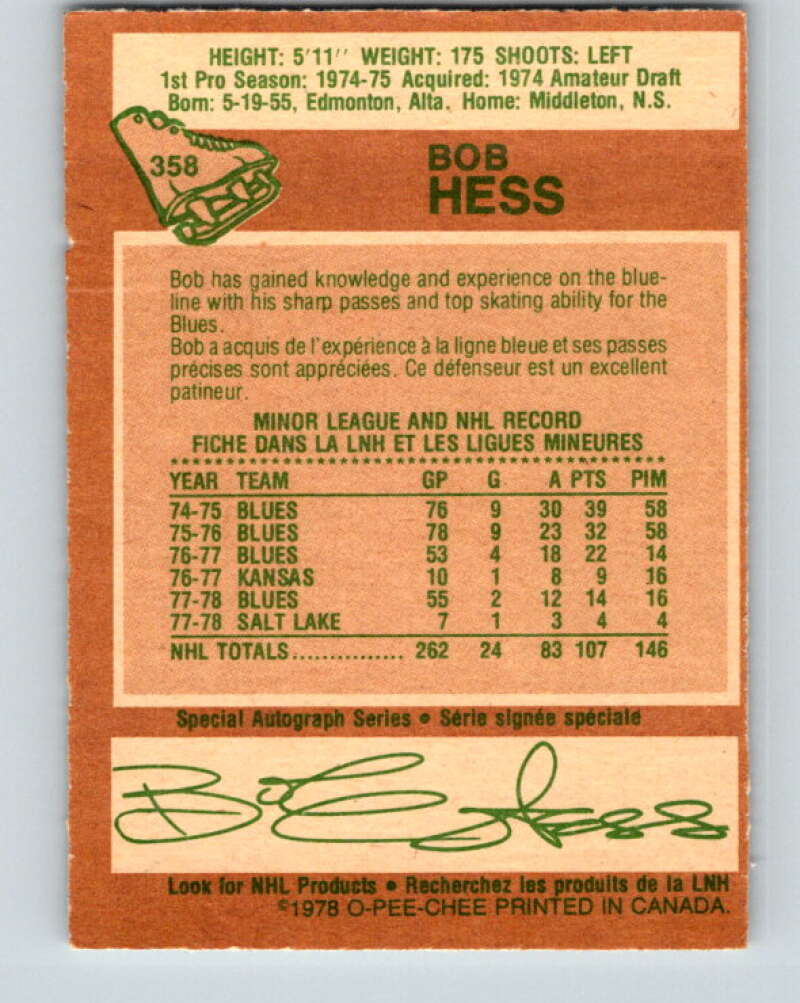 HEIGHT: 5'11'' WEIGHT: 175 SHOOTS: LEFT
1st Pro Season: 1974-75 Acquired: 1974 Amateur Draft
Born: 5-19-55, Edmonton, Alta. Home: Middleton, N.S.
358
BOB
HESS
Bob has gained knowledge and experience on the blue-
line with his sharp passes and top skating ability for the
Blues.
Bob a acquis de l'expérience à la ligne bleue et ses passes
précises sont appréciées. Ce défenseur est un excellent
patineur.
MINOR LEAGUE AND NHL RECORD
FICHE DANS LA LNH ET LES LIGUES MINEURES
YEAR TEAM GP G A PTS PIM
74-75 BLUES 76 9 30 39 58
75-76 BLUES 78 9 23 32 58
76-77 BLUES 53 4 18 22 14
76-77 KANSAS 10 1 8 9 16
77-78 BLUES 55 2 12 14 16
77-78 SALT LAKE 7 1 3 4 4
NHL TOTALS............... 262 24 83 107 146
Special Autograph Series • Série signée spéciale
Bob Hess
Look for NHL Products • Recherchez les produits de la LNH
©1978 O-PEE-CHEE PRINTED IN CANADA.